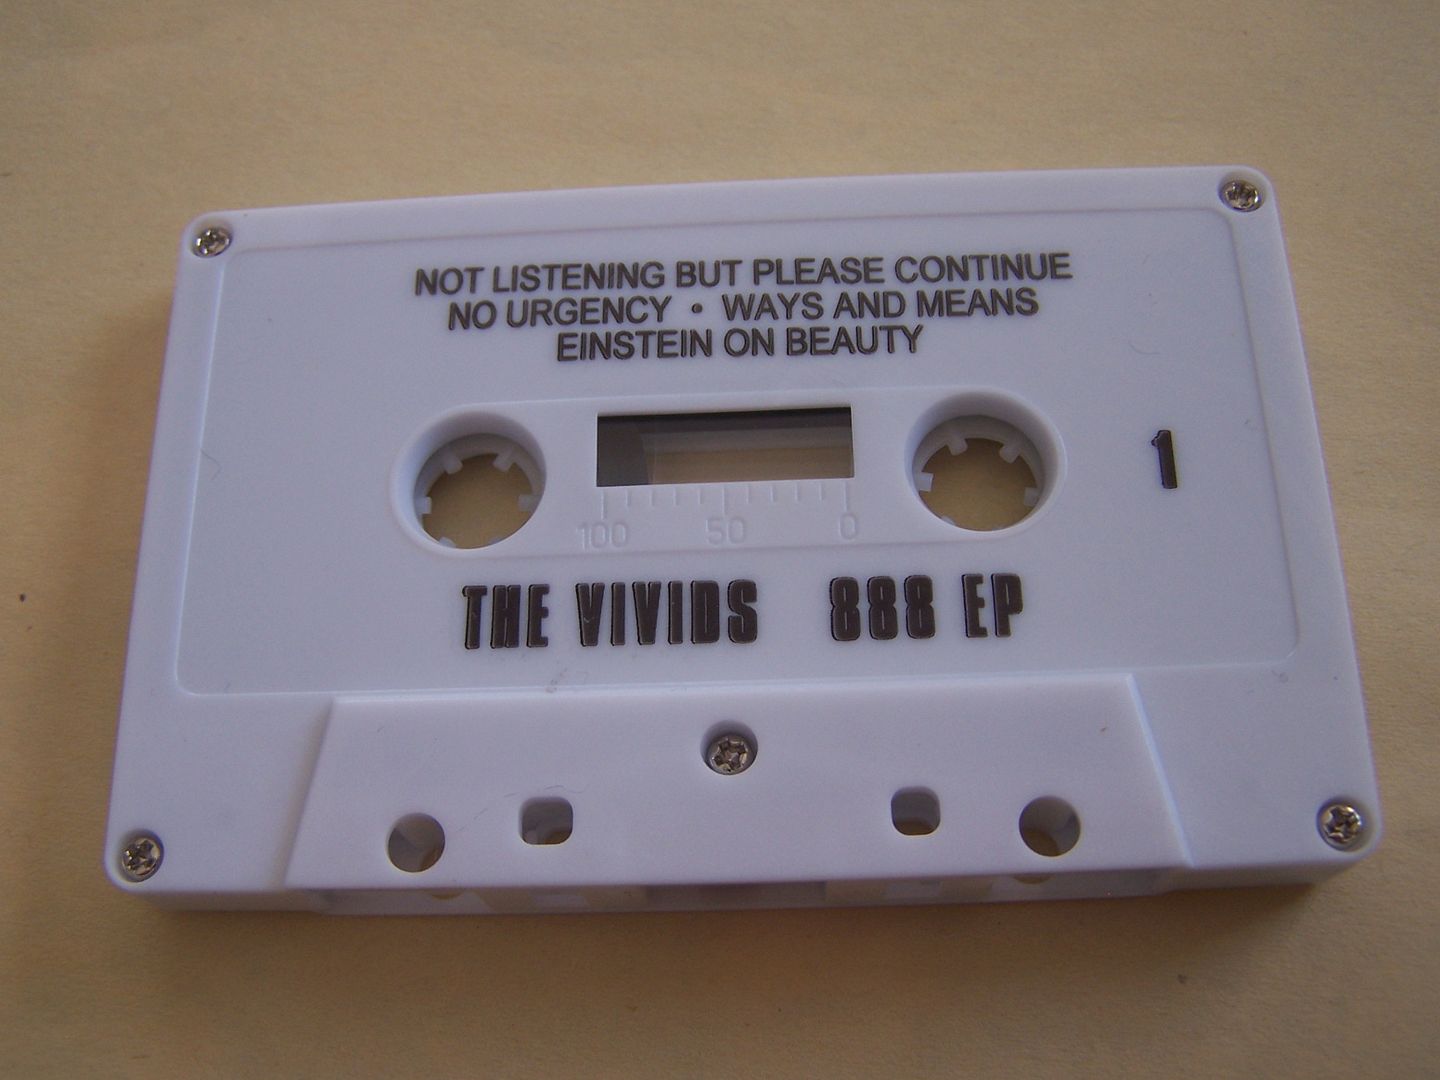 NOT LISTENING BUT PLEASE CONTINUE
NO URGENCY • WAYS AND MEANS
EINSTEIN ON BEAUTY
1
100 50 0
THE VIVIDS 888 EP